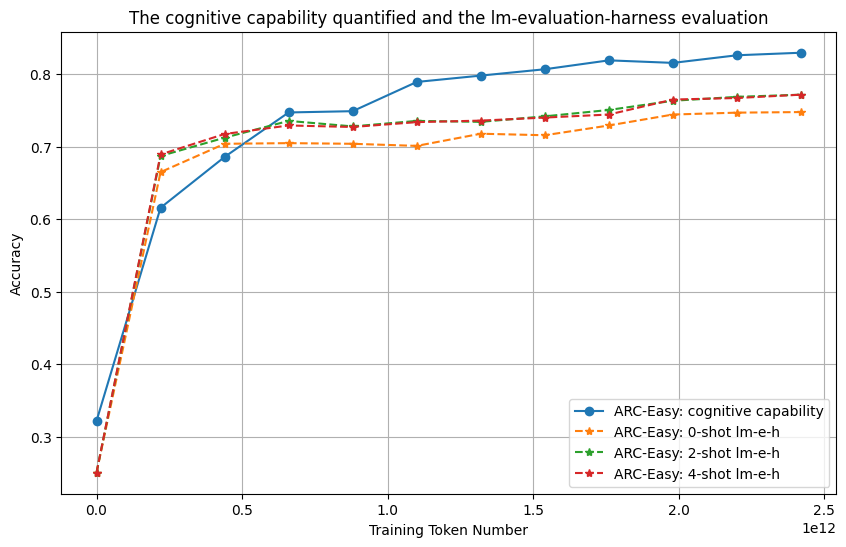 The cognitive capability quantified and the lm-evaluation-harness evaluation
Accuracy
0.8
0.7
0.6
0.5
0.4
0.3
ARC-Easy: cognitive capability
ARC-Easy: 0-shot lm-e-h
ARC-Easy: 2-shot lm-e-h
ARC-Easy: 4-shot lm-e-h
0.0 0.5 1.0 1.5 2.0 2.5
1e12
Training Token Number